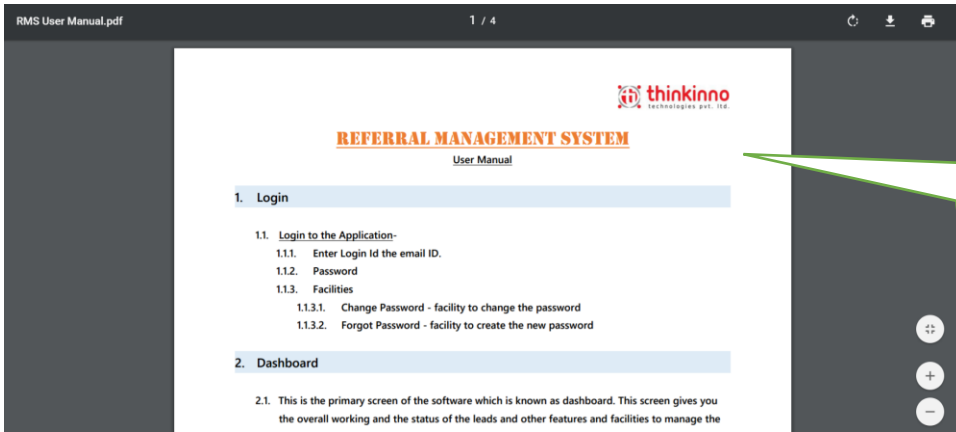 RMS User Manual.pdf
1 / 4
thinkinno
technologies pvt. ltd.
REFERRAL MANAGEMENT SYSTEM
User Manual
1. Login
1.1. Login to the Application-
1.1.1. Enter Login Id the email ID.
1.1.2. Password
1.1.3. Facilities
1.1.3.1. Change Password - facility to change the password
1.1.3.2. Forgot Password - facility to create the new password
2. Dashboard
2.1. This is the primary screen of the software which is known as dashboard. This screen gives you
the overall working and the status of the leads and other features and facilities to manage the